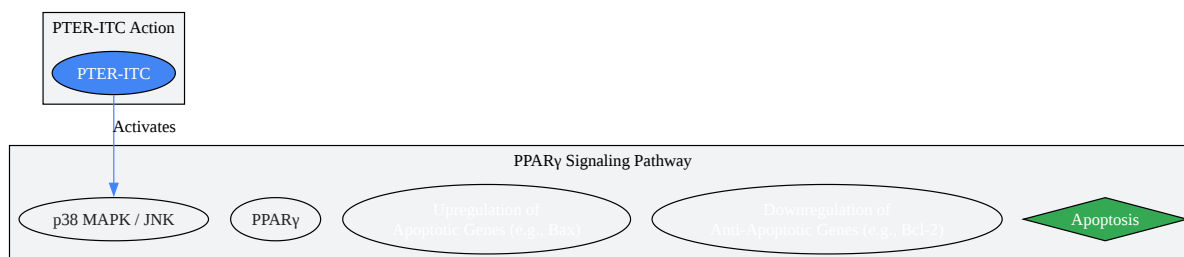 PTER-ITC Action
PTER-ITC
Activates
PPARγ Signaling Pathway
p38 MAPK / JNK
PPARγ
Upregulation of
Apoptotic Genes (e.g., Bax)
Downregulation of
Anti-Apoptotic Genes (e.g., Bcl-2)
Apoptosis